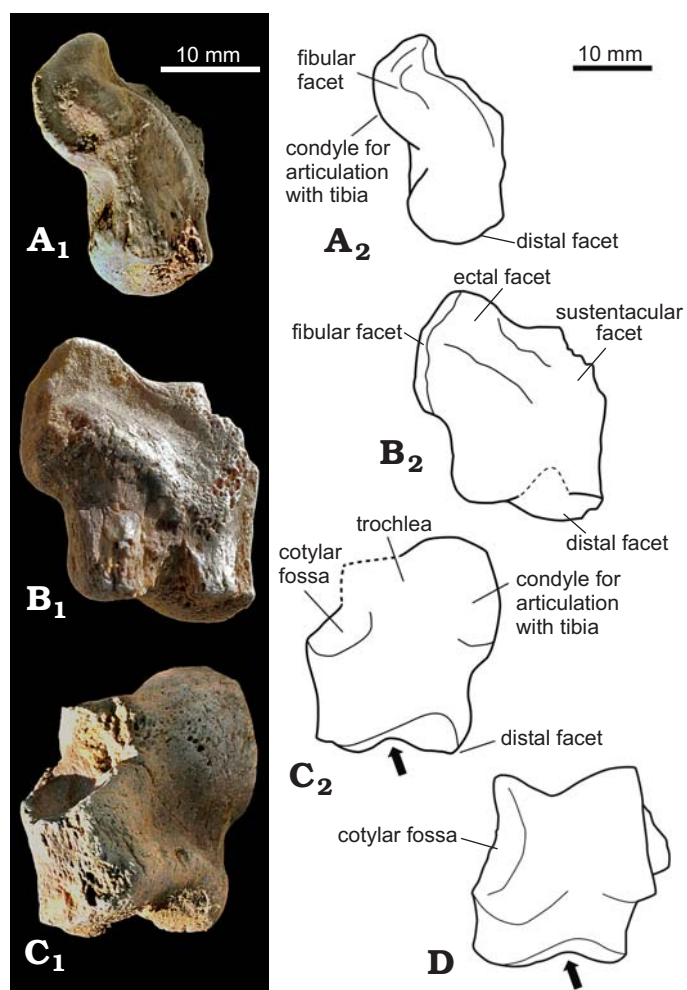 10 mm
10 mm
fibular
facet
condyle for
articulation
with tibia
A1
A2
distal facet
ectal facet
sustentacular
facet
fibular facet
B2
distal facet
B1
trochlea
cotylar
fossa
condyle for
articulation
with tibia
distal facet
C2
cotylar fossa
C1
D